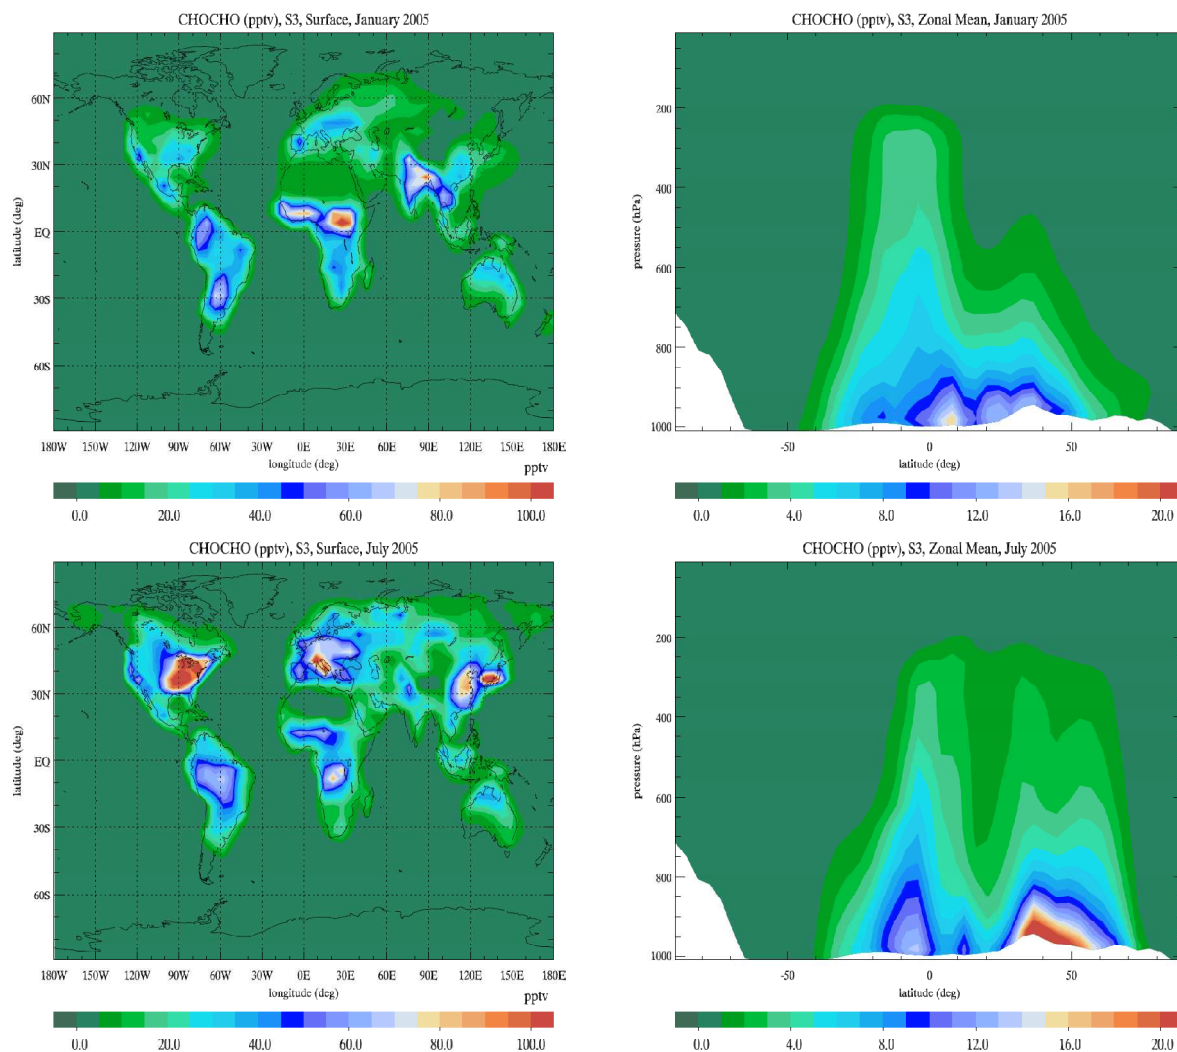 CHOCHO (pptv), S3, Surface, January 2005
latitude (deg)
60N
30N
EQ
30S
60S
180W 150W 120W 90W 60W 30W 0E 30E 60E 90E 120E 150E 180E
longitude (deg)
pptv
0.0 20.0 40.0 60.0 80.0 100.0
CHOCHO (pptv), S3, Zonal Mean, January 2005
pressure (hPa)
200
400
600
800
1000
-50 0 50
latitude (deg)
0.0 4.0 8.0 12.0 16.0 20.0
CHOCHO (pptv), S3, Surface, July 2005
latitude (deg)
60N
30N
EQ
30S
60S
180W 150W 120W 90W 60W 30W 0E 30E 60E 90E 120E 150E 180E
longitude (deg)
pptv
0.0 20.0 40.0 60.0 80.0 100.0
CHOCHO (pptv), S3, Zonal Mean, July 2005
pressure (hPa)
200
400
600
800
1000
-50 0 50
latitude (deg)
0.0 4.0 8.0 12.0 16.0 20.0